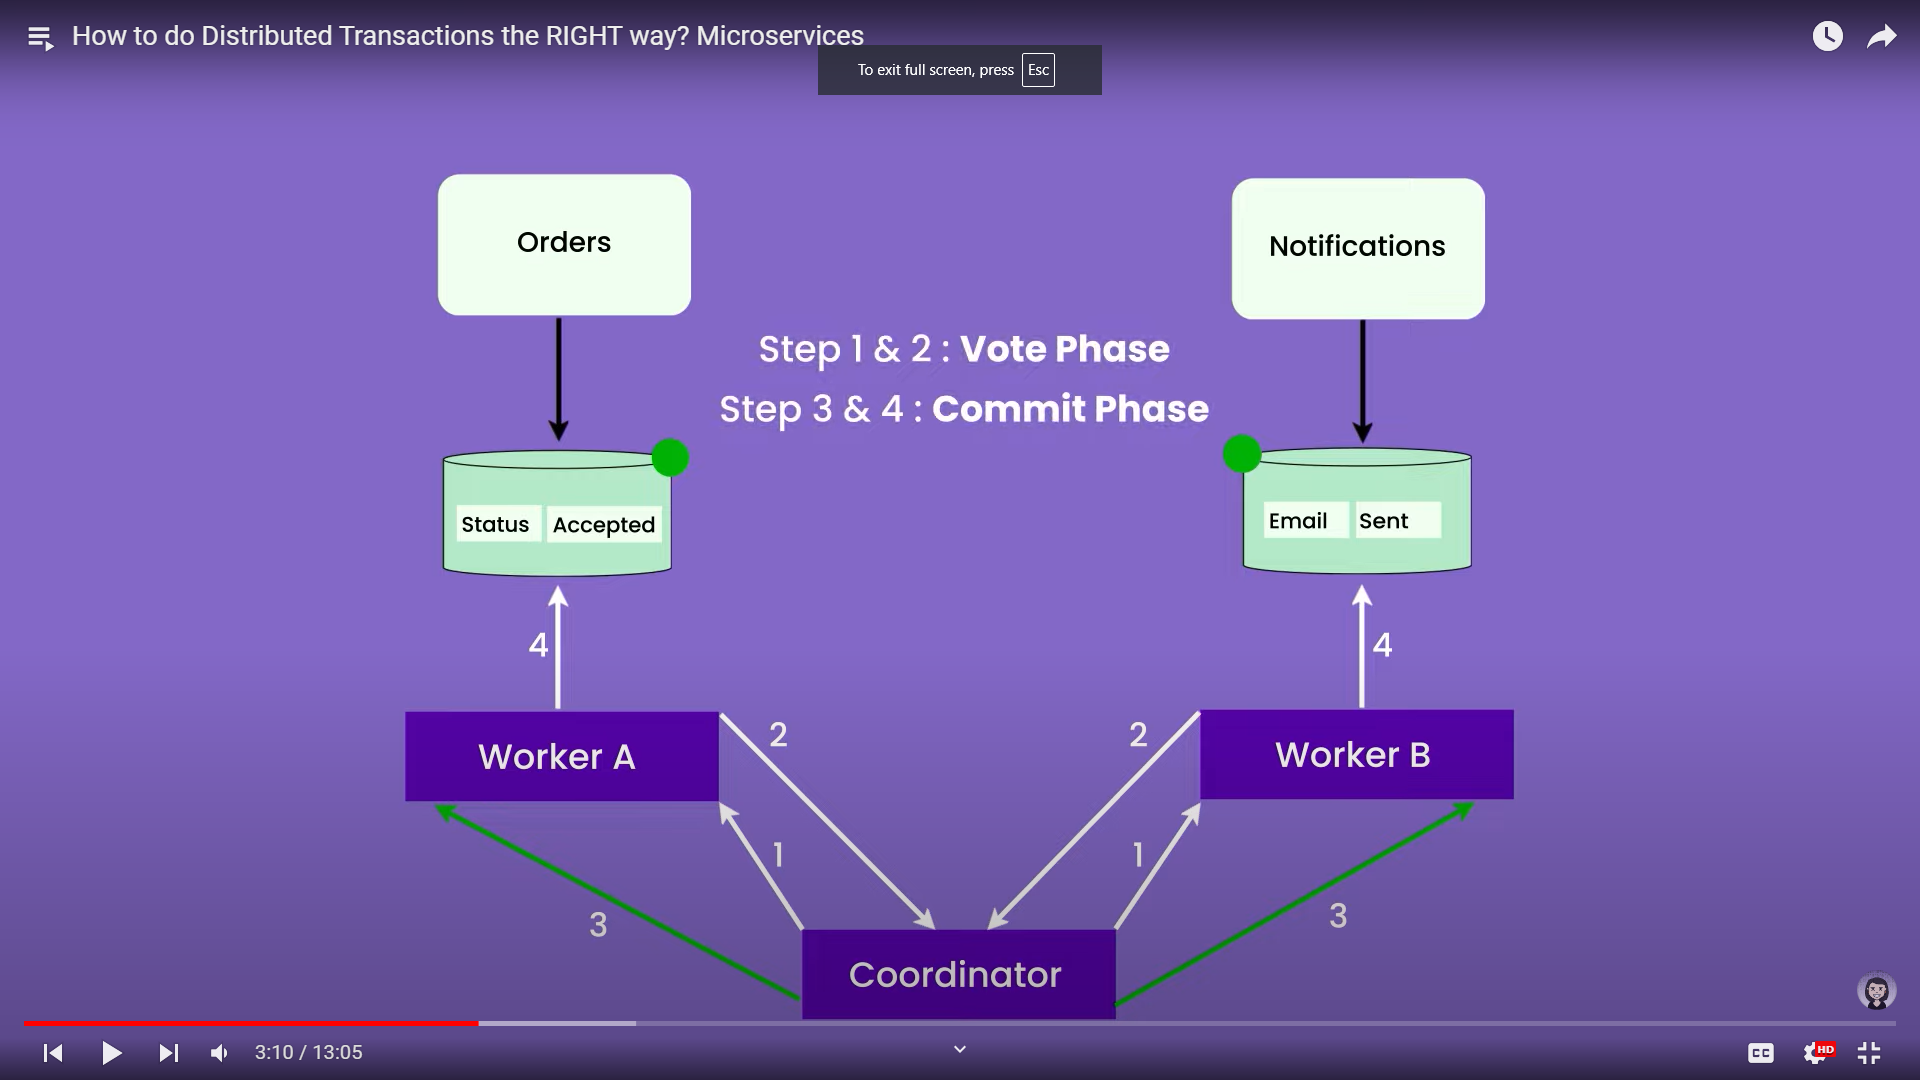 How to do Distributed Transactions the RIGHT way? Microservices
To exit full screen, press Esc
Orders
Notifications
Step 1 & 2 : Vote Phase
Step 3 & 4 : Commit Phase
Status Accepted
Email Sent
4
4
Worker A
2
2
Worker B
1
1
3
3
Coordinator
3:10 / 13:05
CC
HD